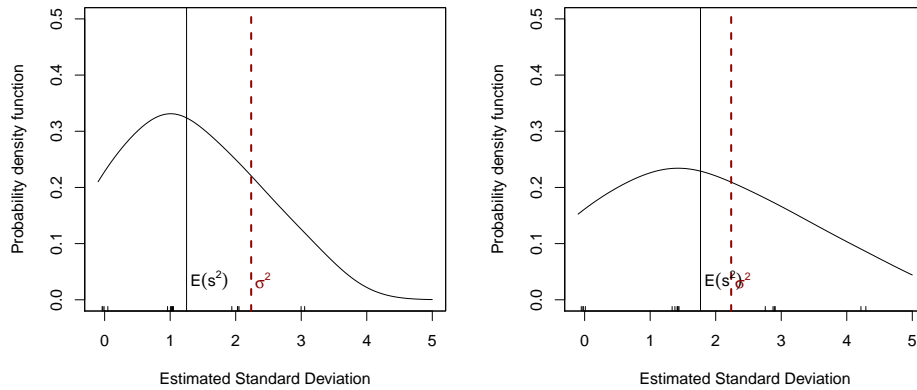 Probability density function
0.5
0.4
0.3
0.2
0.1
0.0
E(s²)
σ²
0 1 2 3 4 5
Estimated Standard Deviation
Probability density function
0.5
0.4
0.3
0.2
0.1
0.0
E(s²)
σ²
0 1 2 3 4 5
Estimated Standard Deviation